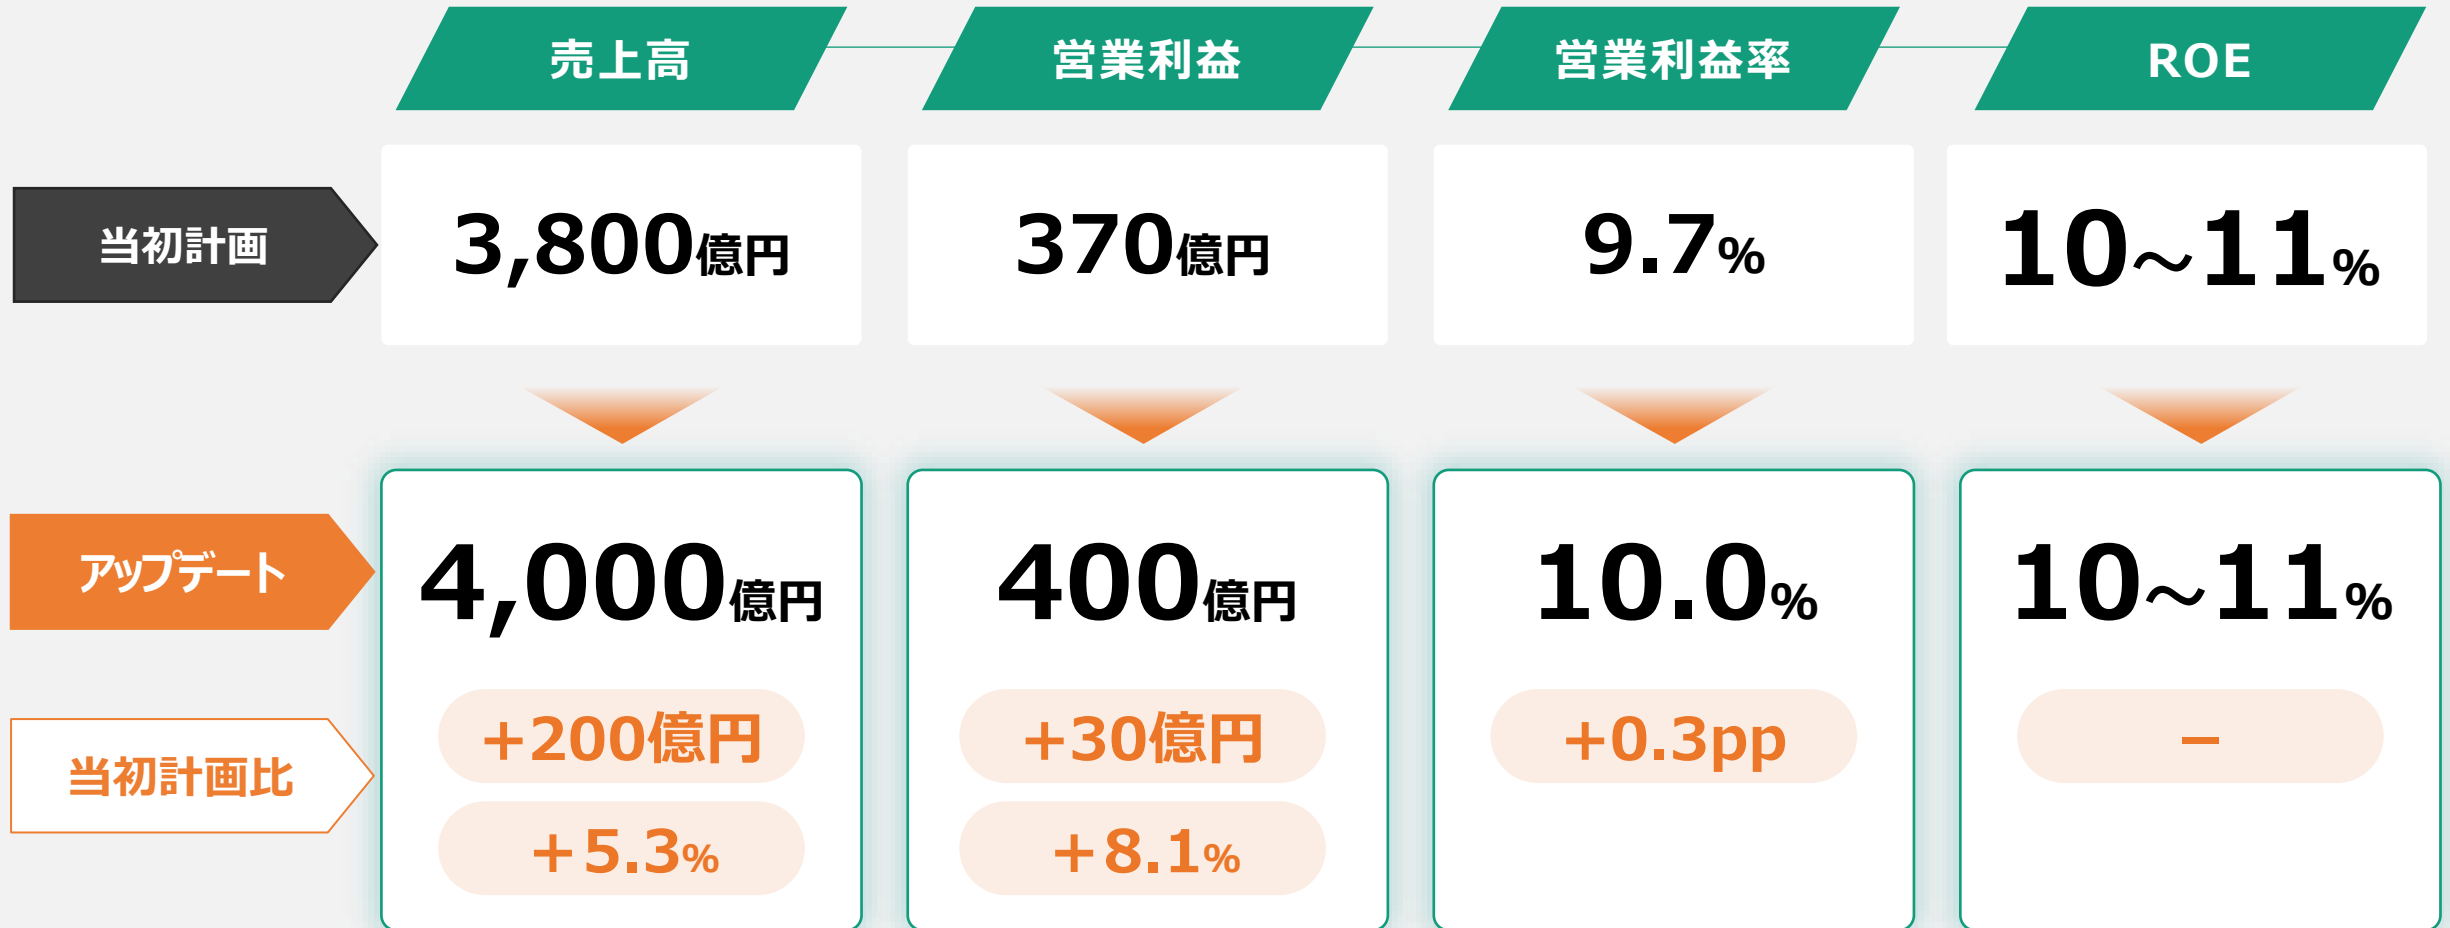 売上高 営業利益 営業利益率 ROE
当初計画 3,800億円 370億円 9.7% 10～11%
アップデート 4,000億円 400億円 10.0% 10～11%
当初計画比 +200億円 +30億円 +0.3pp －
+5.3% +8.1%